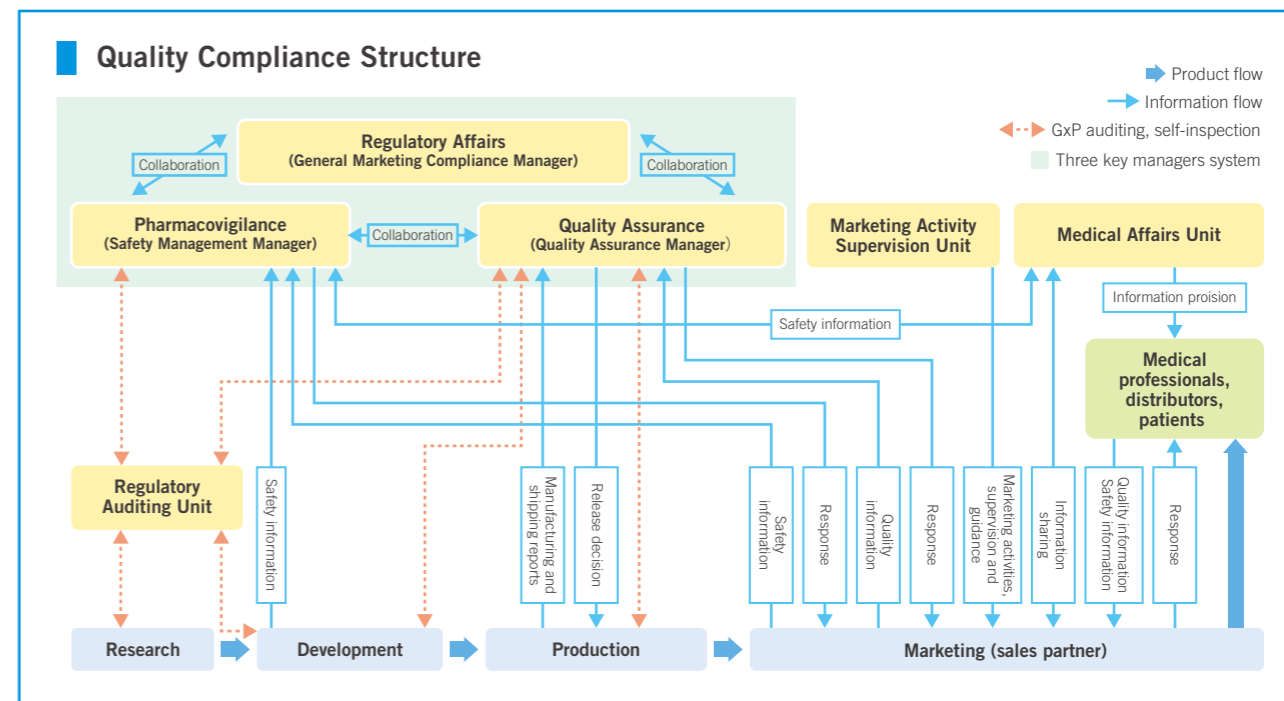 Quality Compliance Structure
Product flow
Information flow
GxP auditing, self-inspection
Three key managers system
Regulatory Affairs
(General Marketing Compliance Manager)
Collaboration
Collaboration
Pharmacovigilance
(Safety Management Manager)
Collaboration
Quality Assurance
(Quality Assurance Manager)
Marketing Activity
Supervision Unit
Medical Affairs Unit
Information proision
Safety information
Medical
professionals,
distributors,
patients
Regulatory
Auditing Unit
Safety information
Manufacturing and
shipping reports
Release decision
Safety
information
Response
Quality
information
Response
Marketing activities,
supervision and
guidance
Information
sharing
Quality information
Safety information
Response
Research
Development
Production
Marketing (sales partner)